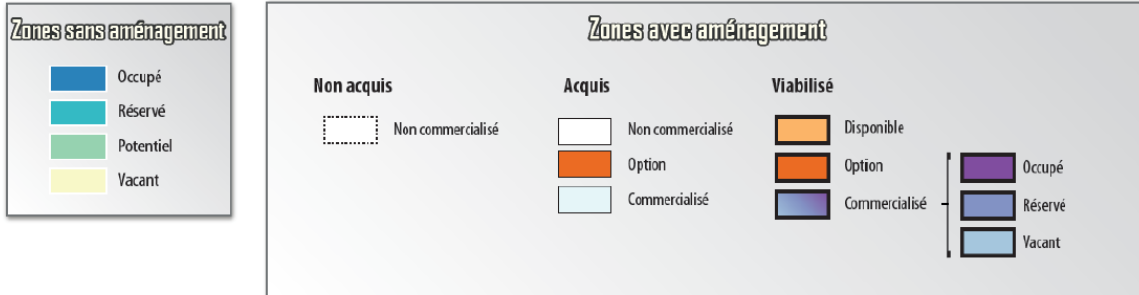 Zones sans aménagement
Occupé
Réservé
Potentiel
Vacant
Zones avec aménagement
Non acquis
Non commercialisé
Acquis
Non commercialisé
Option
Commercialisé
Viabilisé
Disponible
Option
Commercialisé
Occupé
Réservé
Vacant